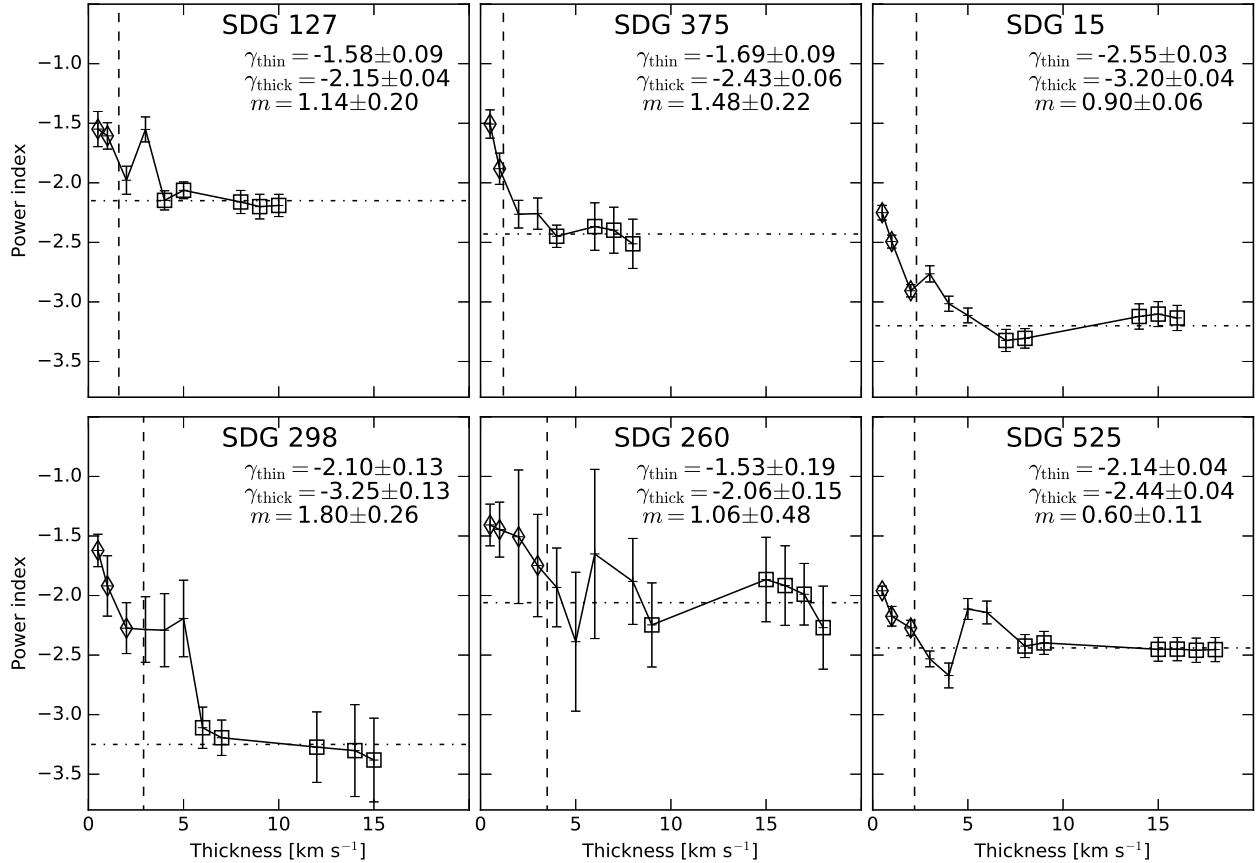 SDG 127
γthin = -1.58±0.09
γthick = -2.15±0.04
m = 1.14±0.20
SDG 375
γthin = -1.69±0.09
γthick = -2.43±0.06
m = 1.48±0.22
SDG 15
γthin = -2.55±0.03
γthick = -3.20±0.04
m = 0.90±0.06
−1.0
−1.5
−2.0
−2.5
−3.0
−3.5
Power index
SDG 298
γthin = -2.10±0.13
γthick = -3.25±0.13
m = 1.80±0.26
SDG 260
γthin = -1.53±0.19
γthick = -2.06±0.15
m = 1.06±0.48
SDG 525
γthin = -2.14±0.04
γthick = -2.44±0.04
m = 0.60±0.11
−1.0
−1.5
−2.0
−2.5
−3.0
−3.5
Power index
0 5 10 15
0 5 10 15
0 5 10 15
Thickness [km s⁻¹]
Thickness [km s⁻¹]
Thickness [km s⁻¹]